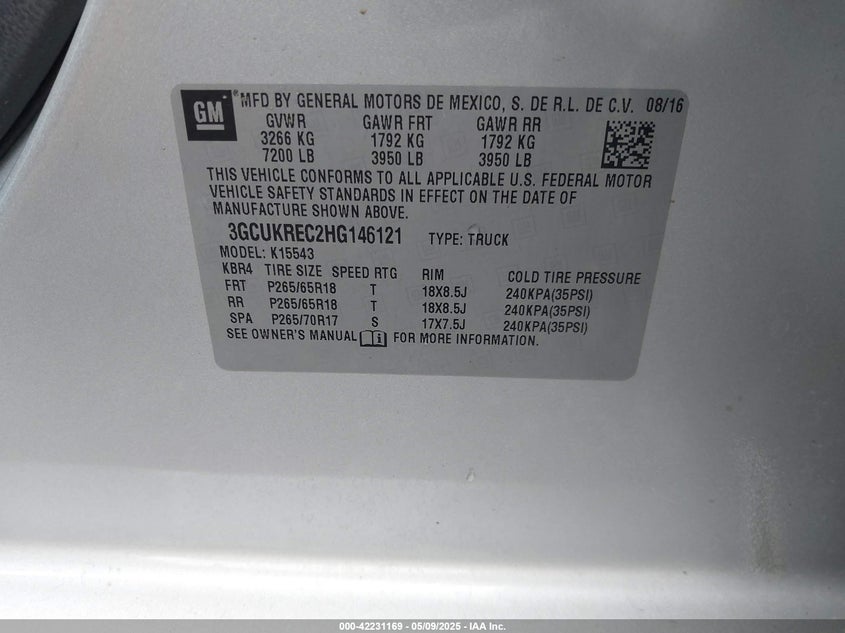 GM
®MFD BY GENERAL MOTORS DE MEXICO, S. DE R.L. DE C.V. 08/16
GVWR GAWR FRT GAWR RR
3266 KG 1792 KG 1792 KG
7200 LB 3950 LB 3950 LB
THIS VEHICLE CONFORMS TO ALL APPLICABLE U.S. FEDERAL MOTOR
VEHICLE SAFETY STANDARDS IN EFFECT ON THE DATE OF
MANUFACTURE SHOWN ABOVE.
3GCUKREC2HG146121 TYPE: TRUCK
MODEL: K15543
KBR4 TIRE SIZE SPEED RTG RIM COLD TIRE PRESSURE
FRT P265/65R18 T 18X8.5J 240KPA(35PSI)
RR P265/65R18 T 18X8.5J 240KPA(35PSI)
SPA P265/70R17 S 17X7.5J 240KPA(35PSI)
SEE OWNER'S MANUAL FOR MORE INFORMATION.
000-42231169 - 05/09/2025 - IAA Inc.